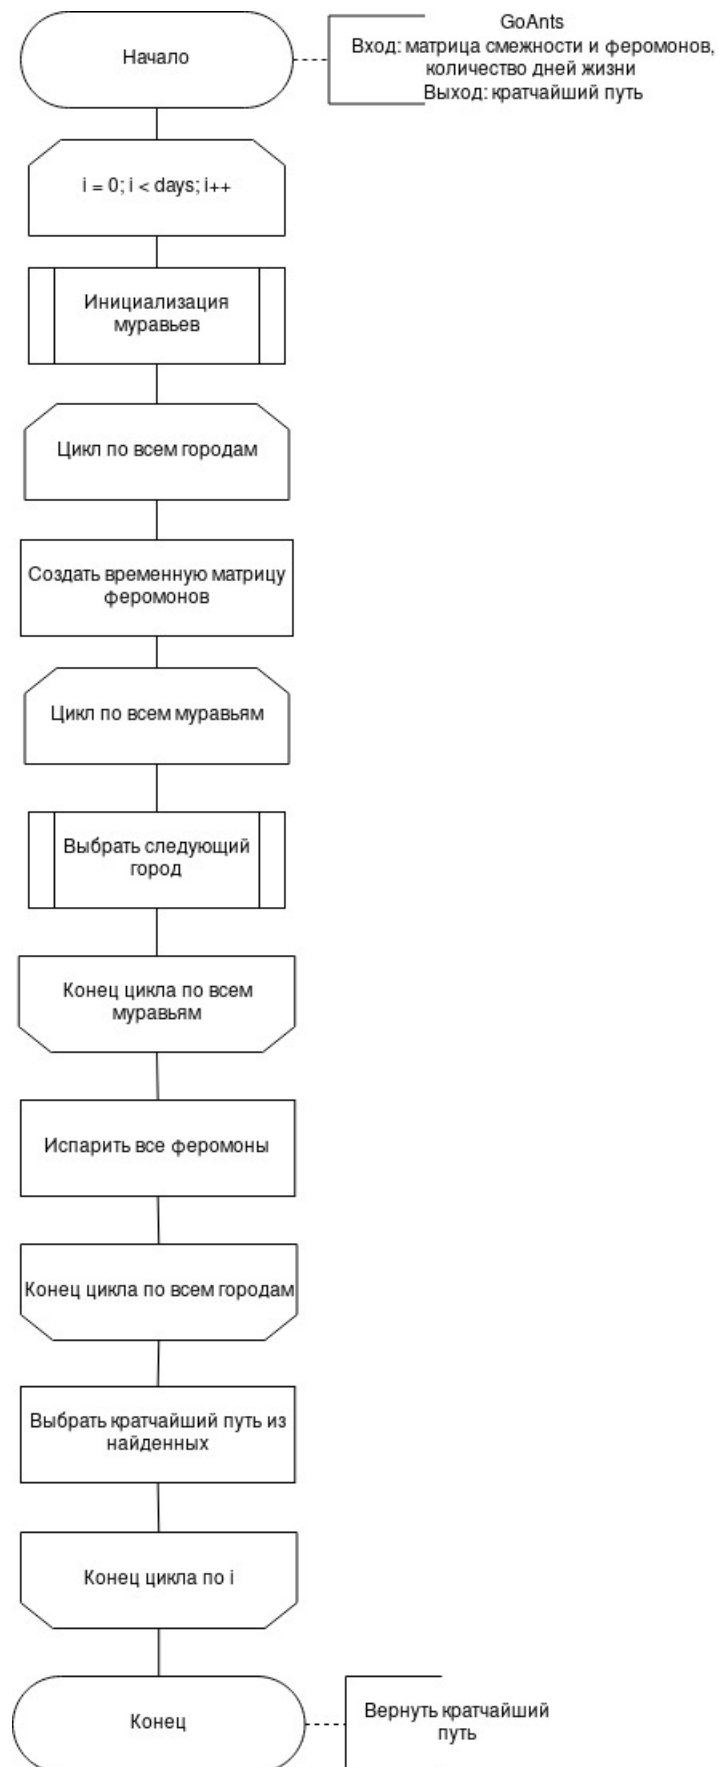 Начало
GoAnts
Вход: матрица смежности и феромонов,
количество дней жизни
Выход: кратчайший путь
i = 0; i < days; i++
Инициализация
муравьев
Цикл по всем городам
Создать временную матрицу
феромонов
Цикл по всем муравьям
Выбрать следующий
город
Конец цикла по всем
муравьям
Испарить все феромоны
Конец цикла по всем городам
Выбрать кратчайший путь из
найденных
Конец цикла по i
Конец
Вернуть кратчайший
путь